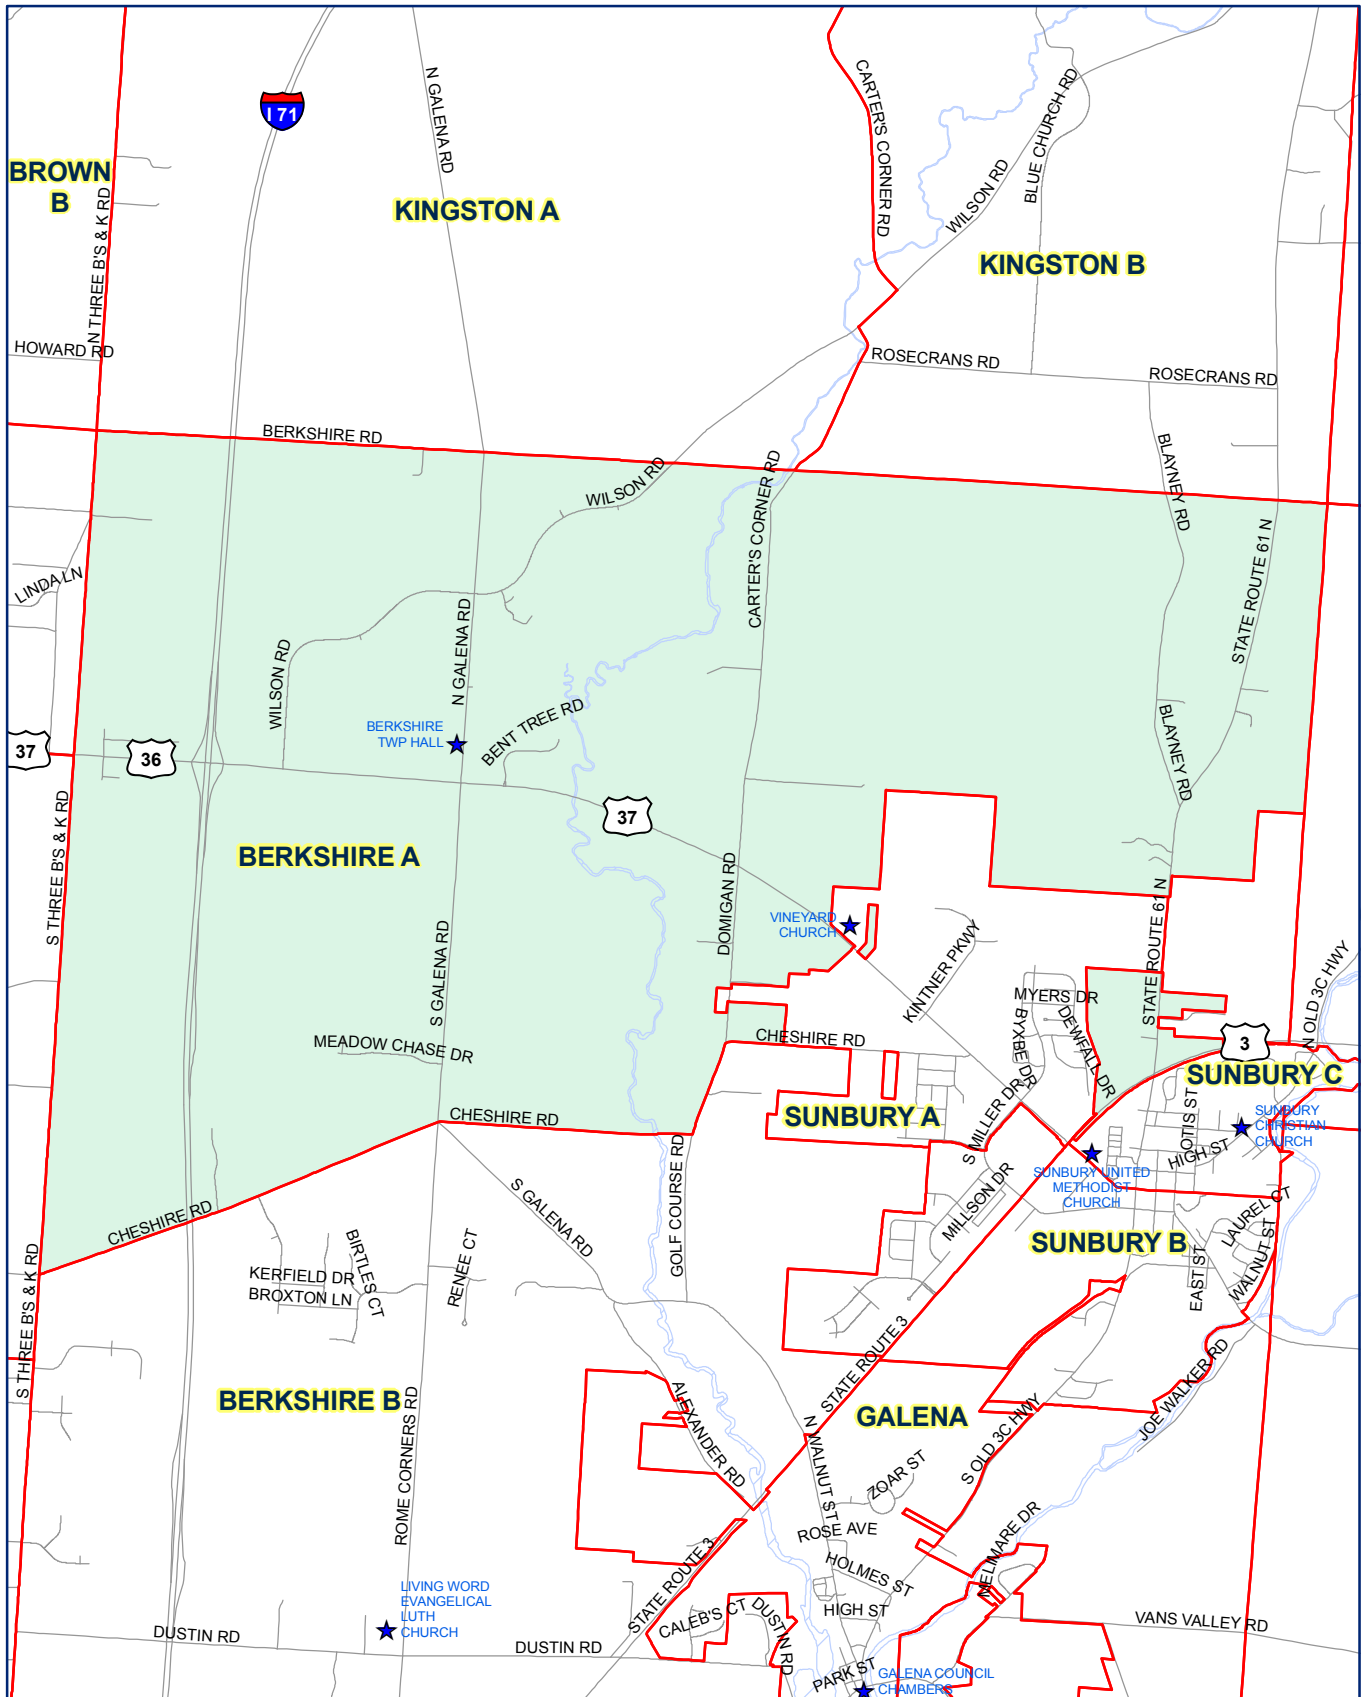 I 71
N GALENA RD
CARTER'S CORNER RD
BLUE CHURCH RD
BROWN
B
N THREE B'S & K RD
KINGSTON A
WILSON RD
KINGSTON B
HOWARD RD
ROSECRANS RD
ROSECRANS RD
BERKSHIRE RD
WILSON RD
CARTER'S CORNER RD
BLAYNEY RD
STATE ROUTE 61 N
LINDA LN
WILSON RD
N GALENA RD
BERKSHIRE
TWP HALL
BENT TREE RD
BLAYNEY RD
37
36
37
S THREE B'S & K RD
BERKSHIRE A
DOMIGAN RD
VINEYARD
CHURCH
S GALENA RD
KINTNER PKWY
STATE ROUTE 61 N
N OLD 3C HWY
MYERS DR
BYXBE DR
DEWFALL DR
MEADOW CHASE DR
CHESHIRE RD
3
SUNBURY C
CHESHIRE RD
SUNBURY A
S MILLER DR
OTIS ST
HIGH ST
SUNBURY
CHRISTIAN
CHURCH
GOLF COURSE RD
SUNBURY UNITED
METHODIST
CHURCH
CHESHIRE RD
S GALENA RD
MILLSON DR
LAUREL CT
WALNUT ST
SUNBURY B
EAST ST
S THREE B'S & K RD
KERFIELD DR
BROXTON LN
BIRTLES CT
RENEE CT
STATE ROUTE 3
JOE WALKER RD
BERKSHIRE B
ALEXANDER RD
GALENA
S OLD 3C HWY
ROME CORNERS RD
N WALNUT ST
ZOAR ST
ROSE AVE
MELIMARE DR
HOLMES ST
STATE ROUTE 3
LIVING WORD
EVANGELICAL
LUTH
CHURCH
CALEB'S CT
DUSTIN RD
HIGH ST
VANS VALLEY RD
DUSTIN RD
DUSTIN RD
PARK ST
GALENA COUNCIL
CHAMBERS